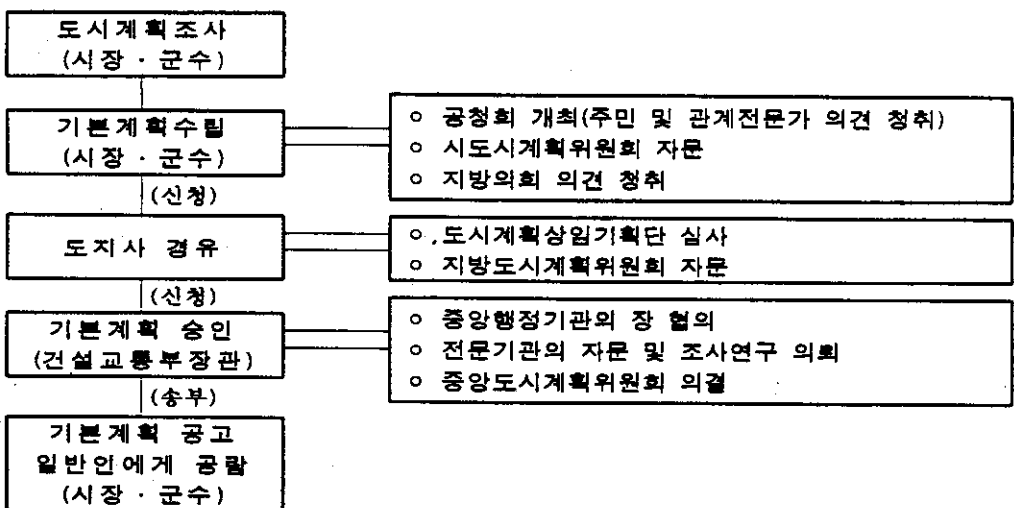 도시계획조사
(시장 · 군수)
기본계획수립
(시장 · 군수)
○ 공청회 개최(주민 및 관계전문가 의견 청취)
○ 시도시계획위원회 자문
○ 지방의회 의견 청취
(신청)
도지사 경유
○ 도시계획상임기획단 심사
○ 지방도시계획위원회 자문
(신청)
기본계획 승인
(건설교통부장관)
○ 중앙행정기관의 장 협의
○ 전문기관의 자문 및 조사연구 의뢰
○ 중앙도시계획위원회 의결
(송부)
기본계획 공고
일반인에게 공람
(시장 · 군수)